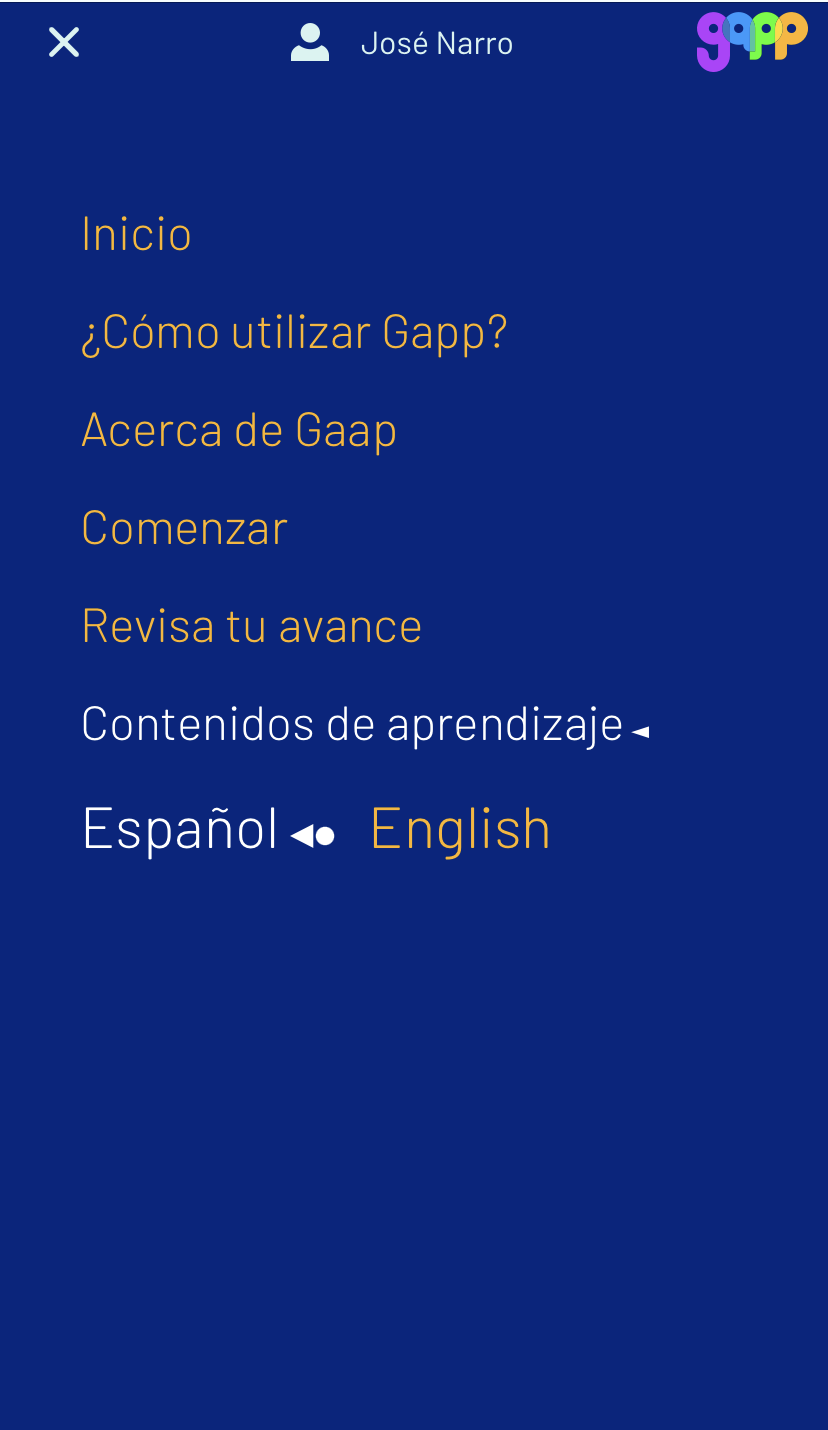 José Narro
gapp
Inicio
¿Cómo utilizar Gapp?
Acerca de Gaap
Comenzar
Revisa tu avance
Contenidos de aprendizaje
Español English